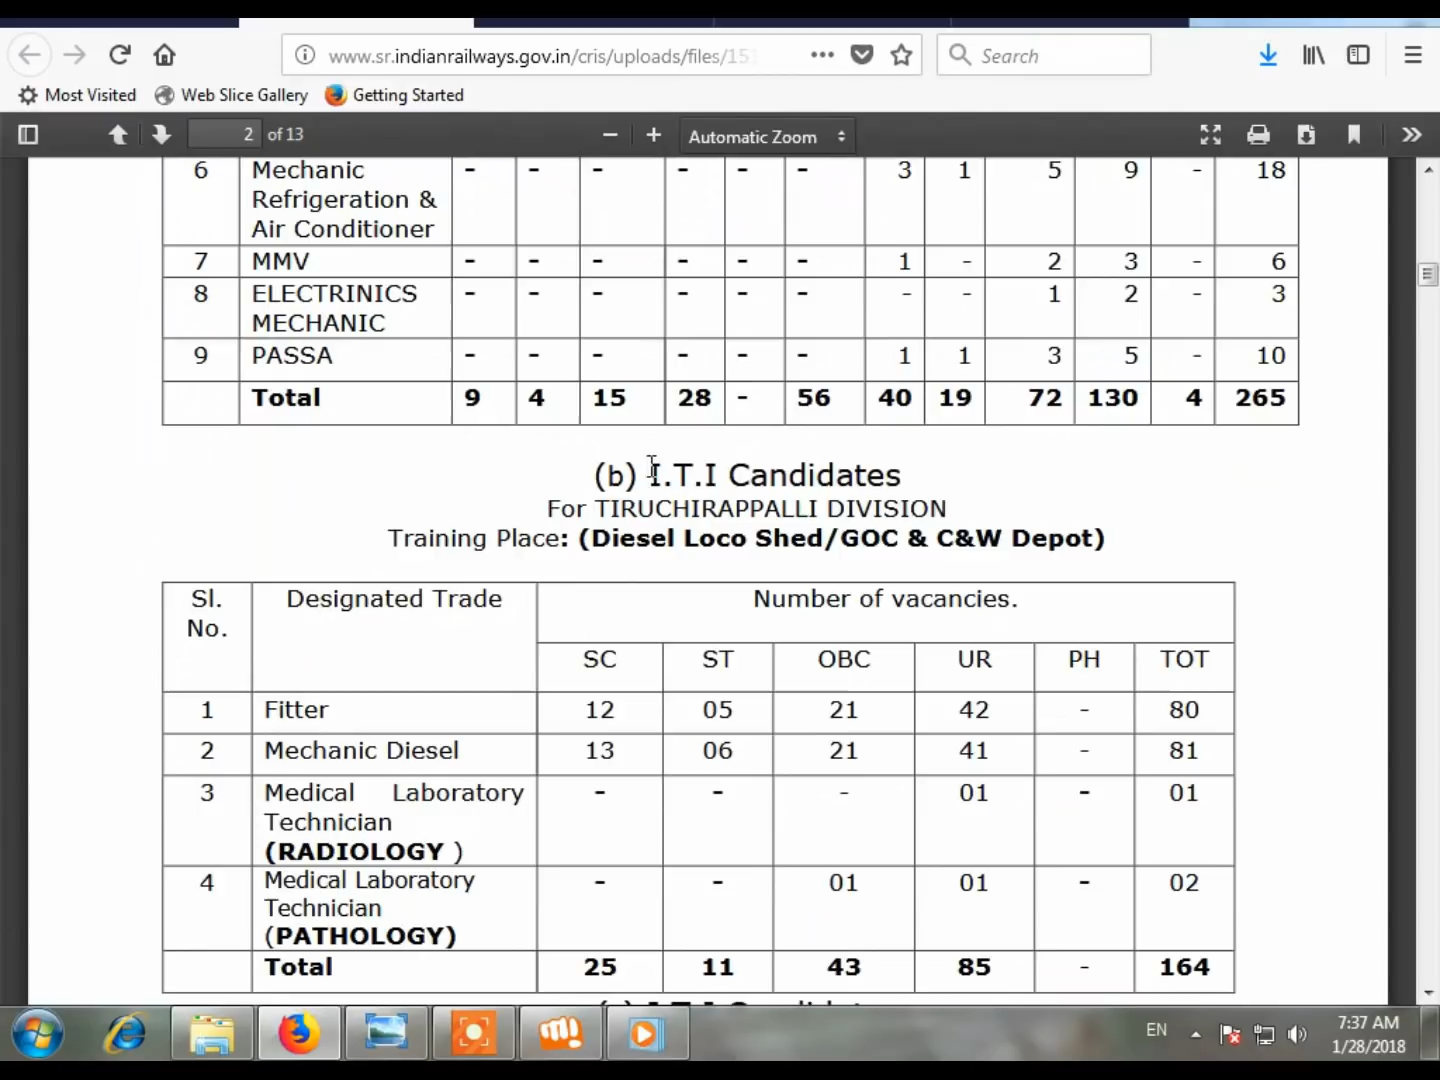 www.sr.indianrailways.gov.in/cris/uploads/files/15
Search
Most Visited Web Slice Gallery Getting Started
2 of 13 Automatic Zoom
6 Mechanic Refrigeration & Air Conditioner - - - - - - 3 1 5 9 - 18
7 MMV - - - - - - 1 - 2 3 - 6
8 ELECTRINICS MECHANIC - - - - - - - - 1 2 - 3
9 PASSA - - - - - - 1 1 3 5 - 10
Total 9 4 15 28 - 56 40 19 72 130 4 265
(b) I.T.I Candidates
For TIRUCHIRAPPALLI DIVISION
Training Place: (Diesel Loco Shed/GOC & C&W Depot)
Sl. No. Designated Trade Number of vacancies.
SC ST OBC UR PH TOT
1 Fitter 12 05 21 42 - 80
2 Mechanic Diesel 13 06 21 41 - 81
3 Medical Laboratory Technician (RADIOLOGY ) - - - 01 - 01
4 Medical Laboratory Technician (PATHOLOGY) - - 01 01 - 02
Total 25 11 43 85 - 164
EN
7:37 AM
1/28/2018